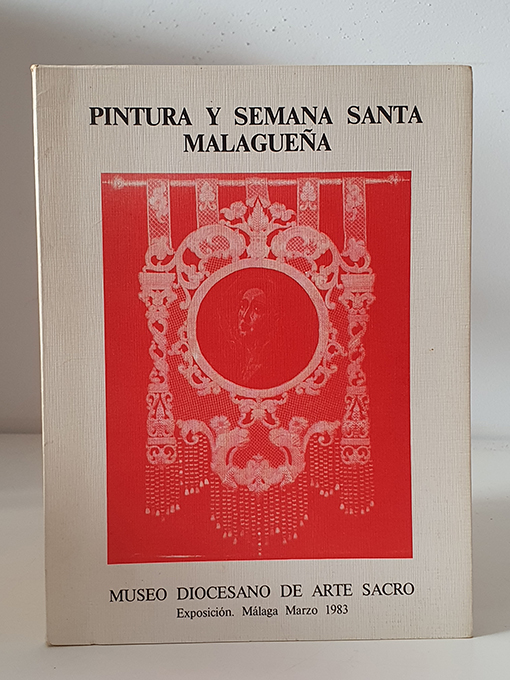 PINTURA Y SEMANA SANTA
MALAGUEÑA
MUSEO DIOCESANO DE ARTE SACRO
Exposición. Málaga Marzo 1983